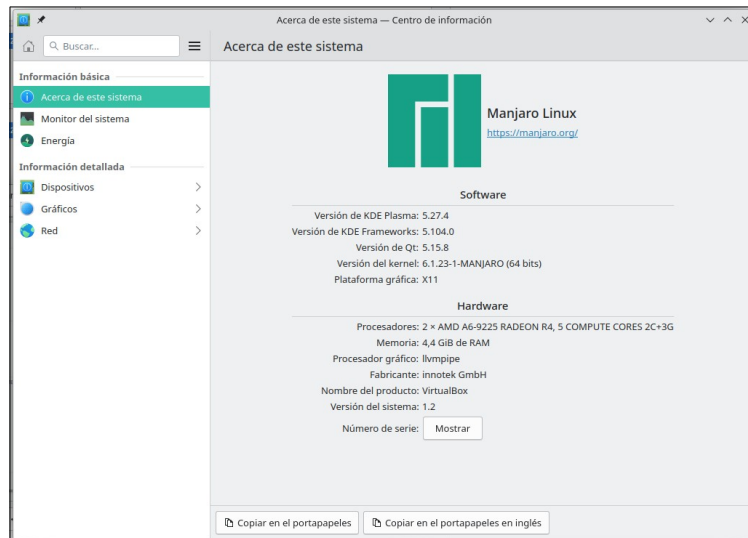 Acerca de este sistema — Centro de información
Buscar...
Acerca de este sistema
Información básica
Acerca de este sistema
Monitor del sistema
Energía
Información detallada
Dispositivos
Gráficos
Red
Manjaro Linux
https://manjaro.org/
Software
Versión de KDE Plasma: 5.27.4
Versión de KDE Frameworks: 5.104.0
Versión de Qt: 5.15.8
Versión del kernel: 6.1.23-1-MANJARO (64 bits)
Plataforma gráfica: X11
Hardware
Procesadores: 2 × AMD A6-9225 RADEON R4, 5 COMPUTE CORES 2C+3G
Memoria: 4,4 GiB de RAM
Procesador gráfico: llvmpipe
Fabricante: innotek GmbH
Nombre del producto: VirtualBox
Versión del sistema: 1.2
Número de serie: Mostrar
Copiar en el portapapeles Copiar en el portapapeles en inglés